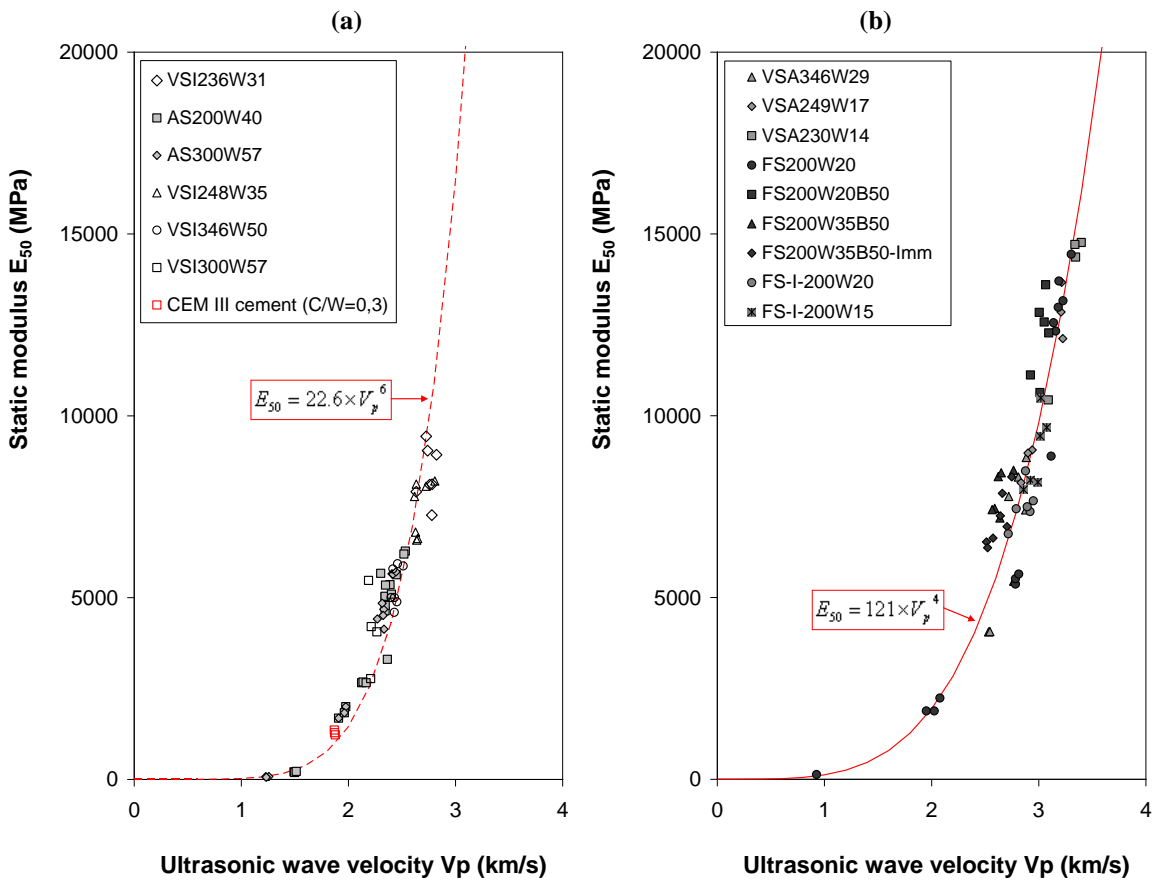 (a)
20000
15000
10000
5000
0
Static modulus E₅₀ (MPa)
VSI236W31
AS200W40
AS300W57
VSI248W35
VSI346W50
VSI300W57
CEM III cement (C/W=0,3)
E₅₀ = 22.6×Vₚ⁶
0 1 2 3 4
Ultrasonic wave velocity Vp (km/s)
(b)
20000
15000
10000
5000
0
Static modulus E₅₀ (MPa)
VSA346W29
VSA249W17
VSA230W14
FS200W20
FS200W20B50
FS200W35B50
FS200W35B50-Imm
FS-I-200W20
FS-I-200W15
E₅₀ = 121×Vₚ⁴
0 1 2 3 4
Ultrasonic wave velocity Vp (km/s)